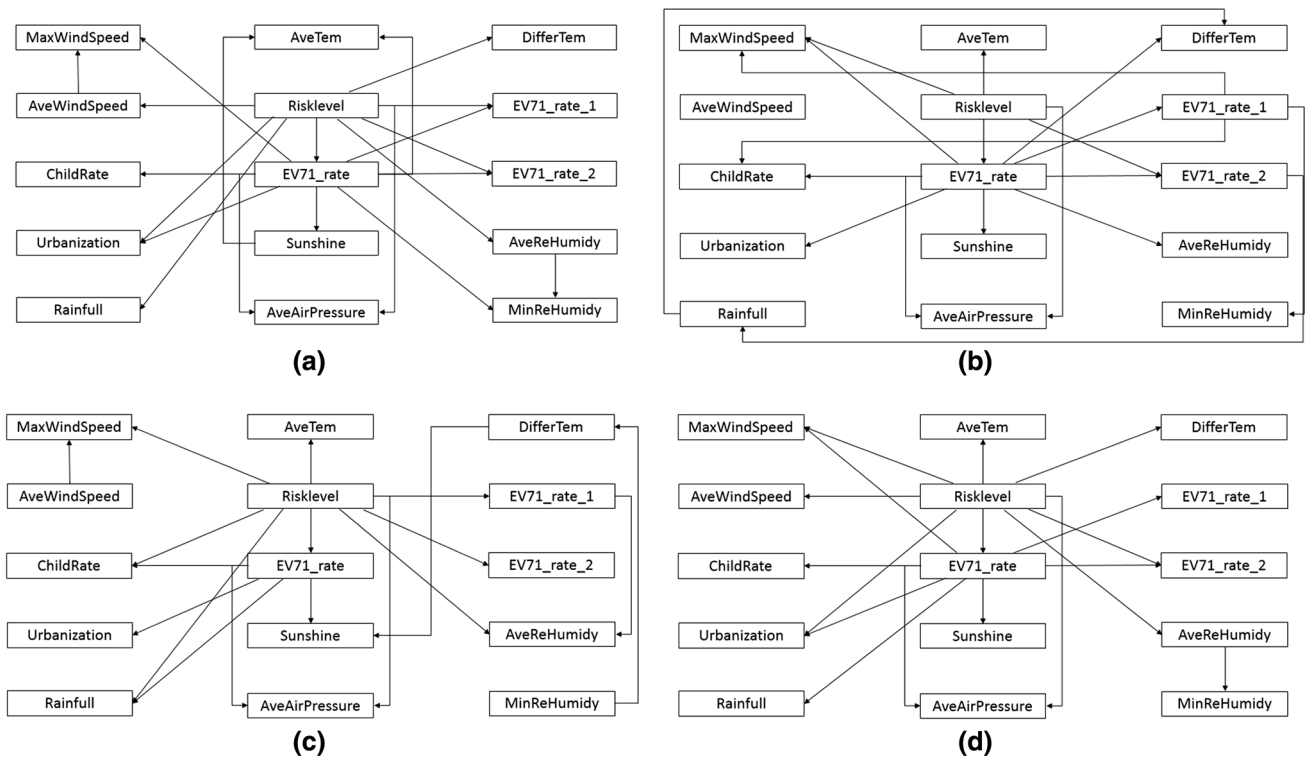 MaxWindSpeed AveTem DifferTem
AveWindSpeed Risklevel EV71_rate_1
ChildRate EV71_rate EV71_rate_2
Urbanization Sunshine AveReHumidy
Rainfull AveAirPressure MinReHumidy
(a)
MaxWindSpeed AveTem DifferTem
AveWindSpeed Risklevel EV71_rate_1
ChildRate EV71_rate EV71_rate_2
Urbanization Sunshine AveReHumidy
Rainfull AveAirPressure MinReHumidy
(b)
MaxWindSpeed AveTem DifferTem
AveWindSpeed Risklevel EV71_rate_1
ChildRate EV71_rate EV71_rate_2
Urbanization Sunshine AveReHumidy
Rainfull AveAirPressure MinReHumidy
(c)
MaxWindSpeed AveTem DifferTem
AveWindSpeed Risklevel EV71_rate_1
ChildRate EV71_rate EV71_rate_2
Urbanization Sunshine AveReHumidy
Rainfull AveAirPressure MinReHumidy
(d)